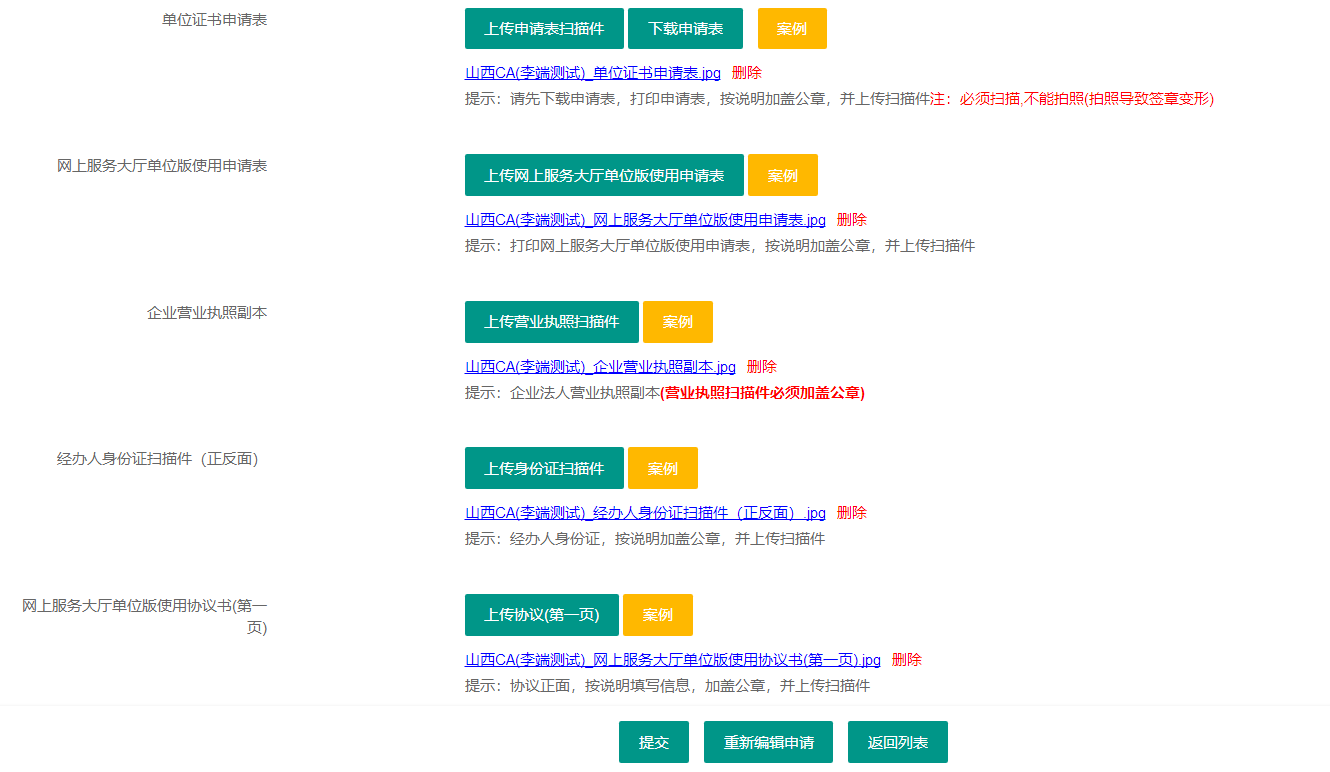 单位证书申请表
上传申请表扫描件 下载申请表 案例
山西CA(李端测试)_单位证书申请表.jpg 删除
提示：请先下载申请表，打印申请表，按说明加盖公章，并上传扫描件注：必须扫描,不能拍照(拍照导致签章变形)
网上服务大厅单位版使用申请表
上传网上服务大厅单位版使用申请表 案例
山西CA(李端测试)_网上服务大厅单位版使用申请表.jpg 删除
提示：打印网上服务大厅单位版使用申请表，按说明加盖公章，并上传扫描件
企业营业执照副本
上传营业执照扫描件 案例
山西CA(李端测试)_企业营业执照副本.jpg 删除
提示：企业法人营业执照副本(营业执照扫描件必须加盖公章)
经办人身份证扫描件（正反面）
上传身份证扫描件 案例
山西CA(李端测试)_经办人身份证扫描件（正反面）.jpg 删除
提示：经办人身份证，按说明加盖公章，并上传扫描件
网上服务大厅单位版使用协议书(第一
页)
上传协议(第一页) 案例
山西CA(李端测试)_网上服务大厅单位版使用协议书(第一页).jpg 删除
提示：协议正面，按说明填写信息，加盖公章，并上传扫描件
提交 重新编辑申请 返回列表